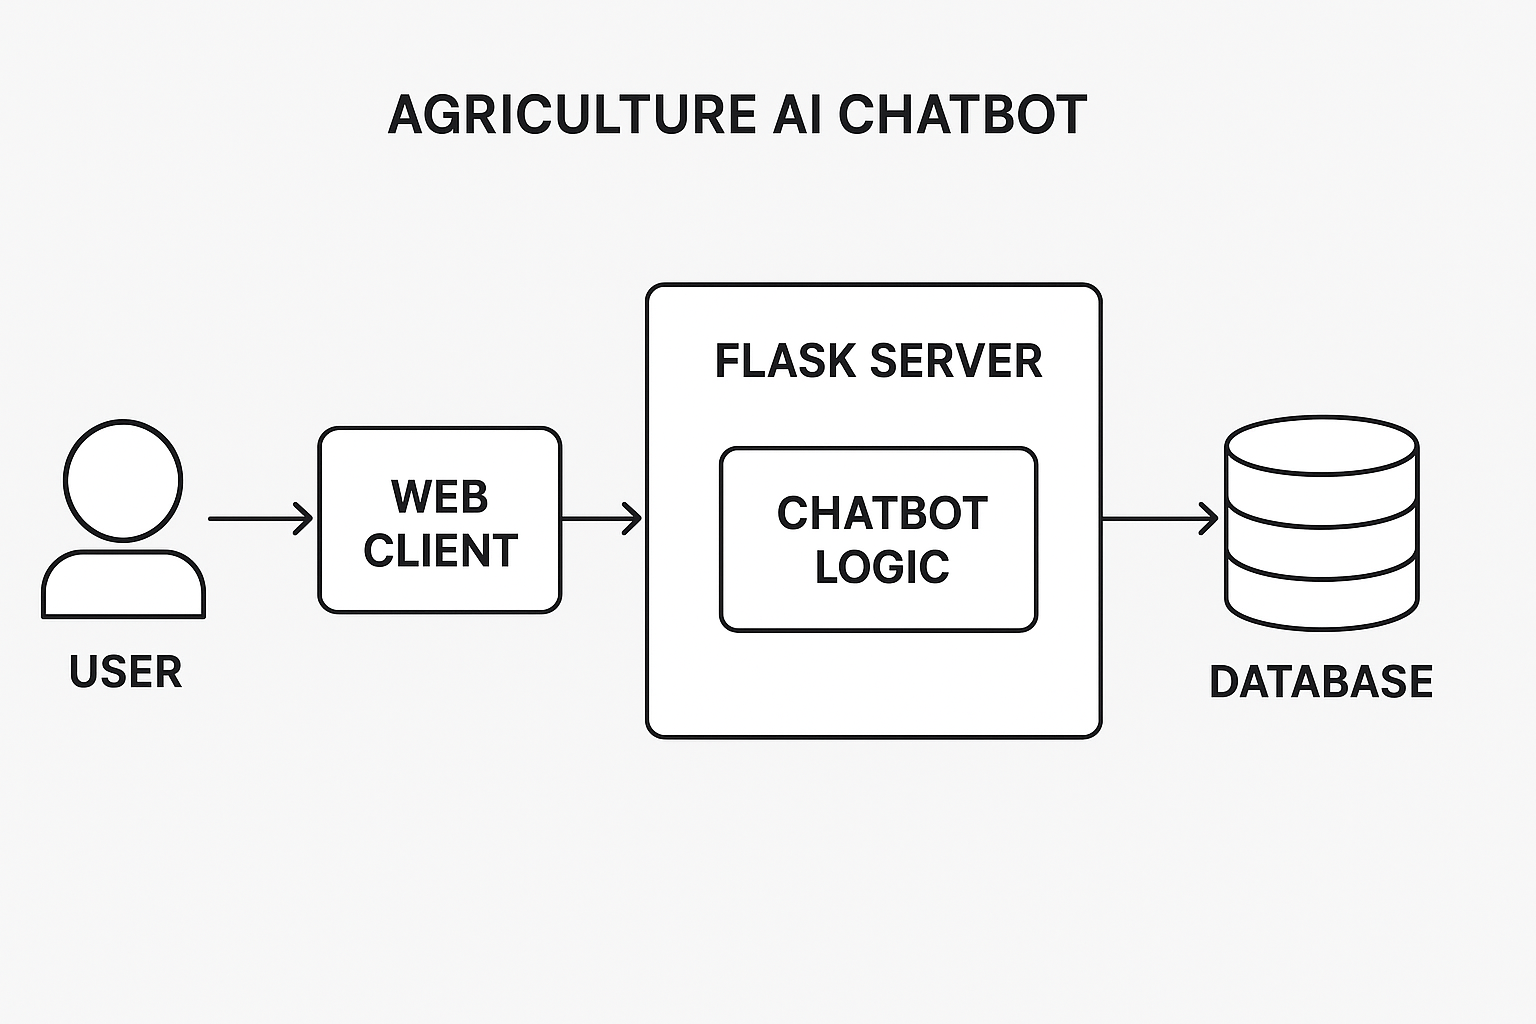 AGRICULTURE AI CHATBOT
FLASK SERVER
WEB
CLIENT
CHATBOT
LOGIC
USER
DATABASE